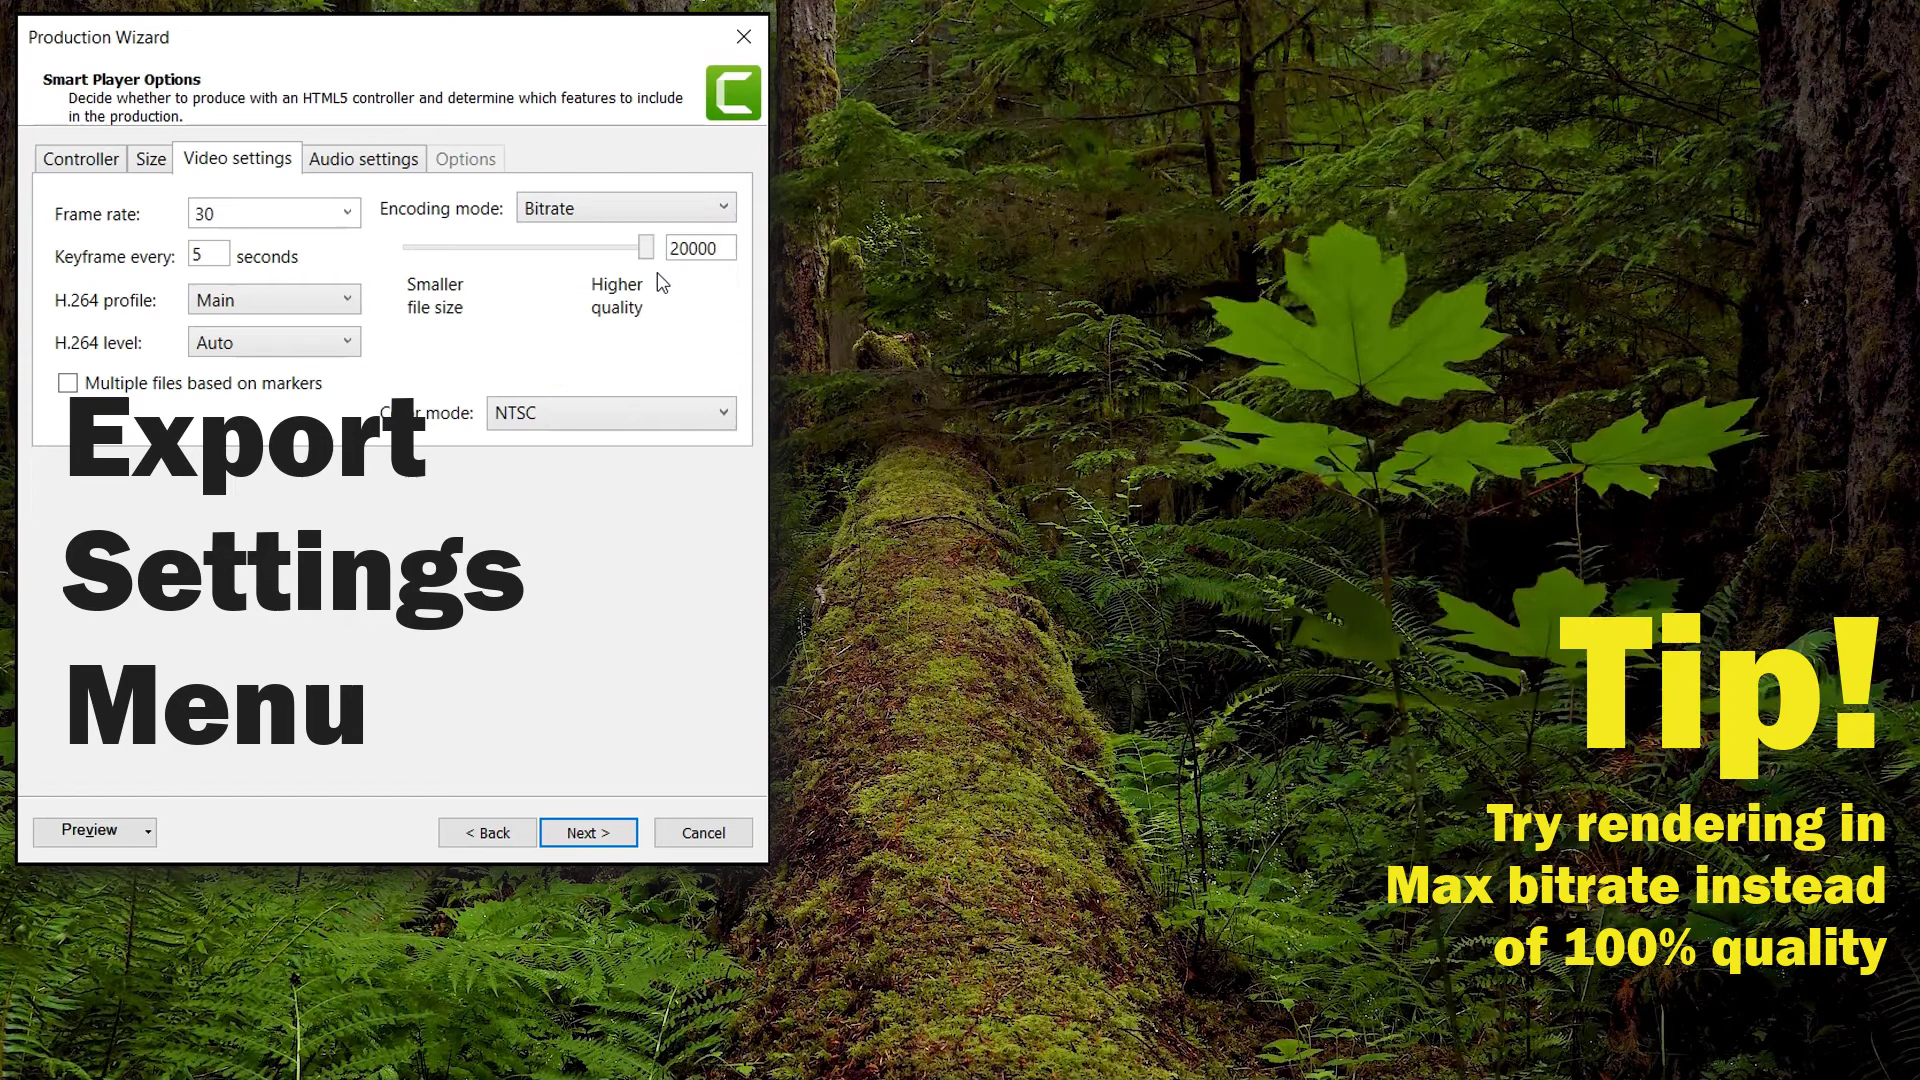 Production Wizard
Smart Player Options
Decide whether to produce with an HTML5 controller and determine which features to include
in the production.
Controller
Size
Video settings
Audio settings
Options
Frame rate:
30
Keyframe every:
5
seconds
H.264 profile:
Main
H.264 level:
Auto
Multiple files based on markers
Encoding mode:
Bitrate
20000
Smaller
file size
Higher
quality
mode:
NTSC
Export
Settings
Menu
Preview
< Back
Next >
Cancel
Tip!
Try rendering in
Max bitrate instead
of 100% quality